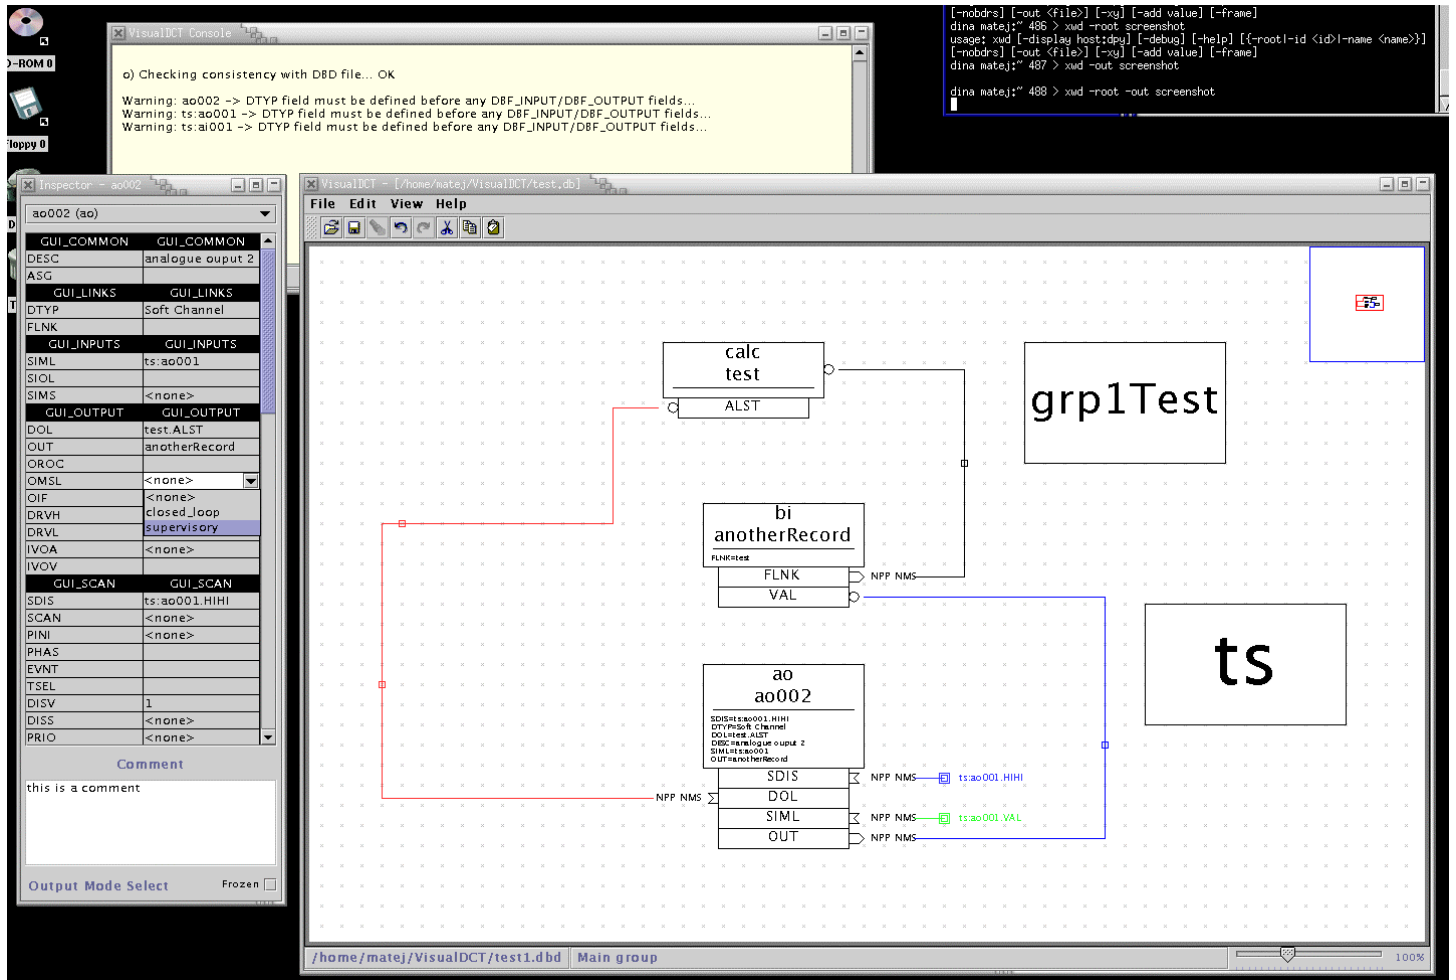 D-ROM 0
loppy 0
D
T
VisualDCT Console
o) Checking consistency with DBD file... OK
Warning: ao002 -> DTYP field must be defined before any DBF_INPUT/DBF_OUTPUT fields...
Warning: ts:ao001 -> DTYP field must be defined before any DBF_INPUT/DBF_OUTPUT fields...
Warning: ts:ai001 -> DTYP field must be defined before any DBF_INPUT/DBF_OUTPUT fields...
[-nobdrs] [-out <file>] [-xy] [-add value] [-frame]
dina matej:~ 486 > xwd -root screenshot
usage: xwd [-display host:dpy] [-debug] [-help] [{-root|-id <id>|-name <name>}]
[-nobdrs] [-out <file>] [-xy] [-add value] [-frame]
dina matej:~ 487 > xwd -out screenshot
dina matej:~ 488 > xwd -root -out screenshot
Inspector - ao002
ao002 (ao)
GUI_COMMON GUI_COMMON
DESC analogue ouput 2
ASG
GUI_LINKS GUI_LINKS
DTYP Soft Channel
FLNK
GUI_INPUTS GUI_INPUTS
SIML ts:ao001
SIOL
SIMS <none>
GUI_OUTPUT GUI_OUTPUT
DOL test.ALST
OUT anotherRecord
OROC
OMSL <none>
OIF <none>
DRVH closed_loop
DRVL supervisory
IVOA <none>
IVOV
GUI_SCAN GUI_SCAN
SDIS ts:ao001.HIHI
SCAN <none>
PINI <none>
PHAS
EVNT
TSEL
DISV 1
DISS <none>
PRIO <none>
Comment
this is a comment
Output Mode Select Frozen
VisualDCT - [/home/matej/VisualDCT/test.db]
File Edit View Help
calc
test
ALST
grp1Test
bi
anotherRecord
FLNK=test
FLNK NPP NMS
VAL
ts
ao
ao002
SDIS=ts:ao001.HIHI
DTYP=Soft Channel
DOL=test.ALST
DESC=analogue ouput 2
SIML=ts:ao001
OUT=anotherRecord
SDIS NPP NMS ts:ao001.HIHI
NPP NMS DOL
SIML NPP NMS ts:ao001.VAL
OUT NPP NMS
/home/matej/VisualDCT/test1.dbd Main group 100%